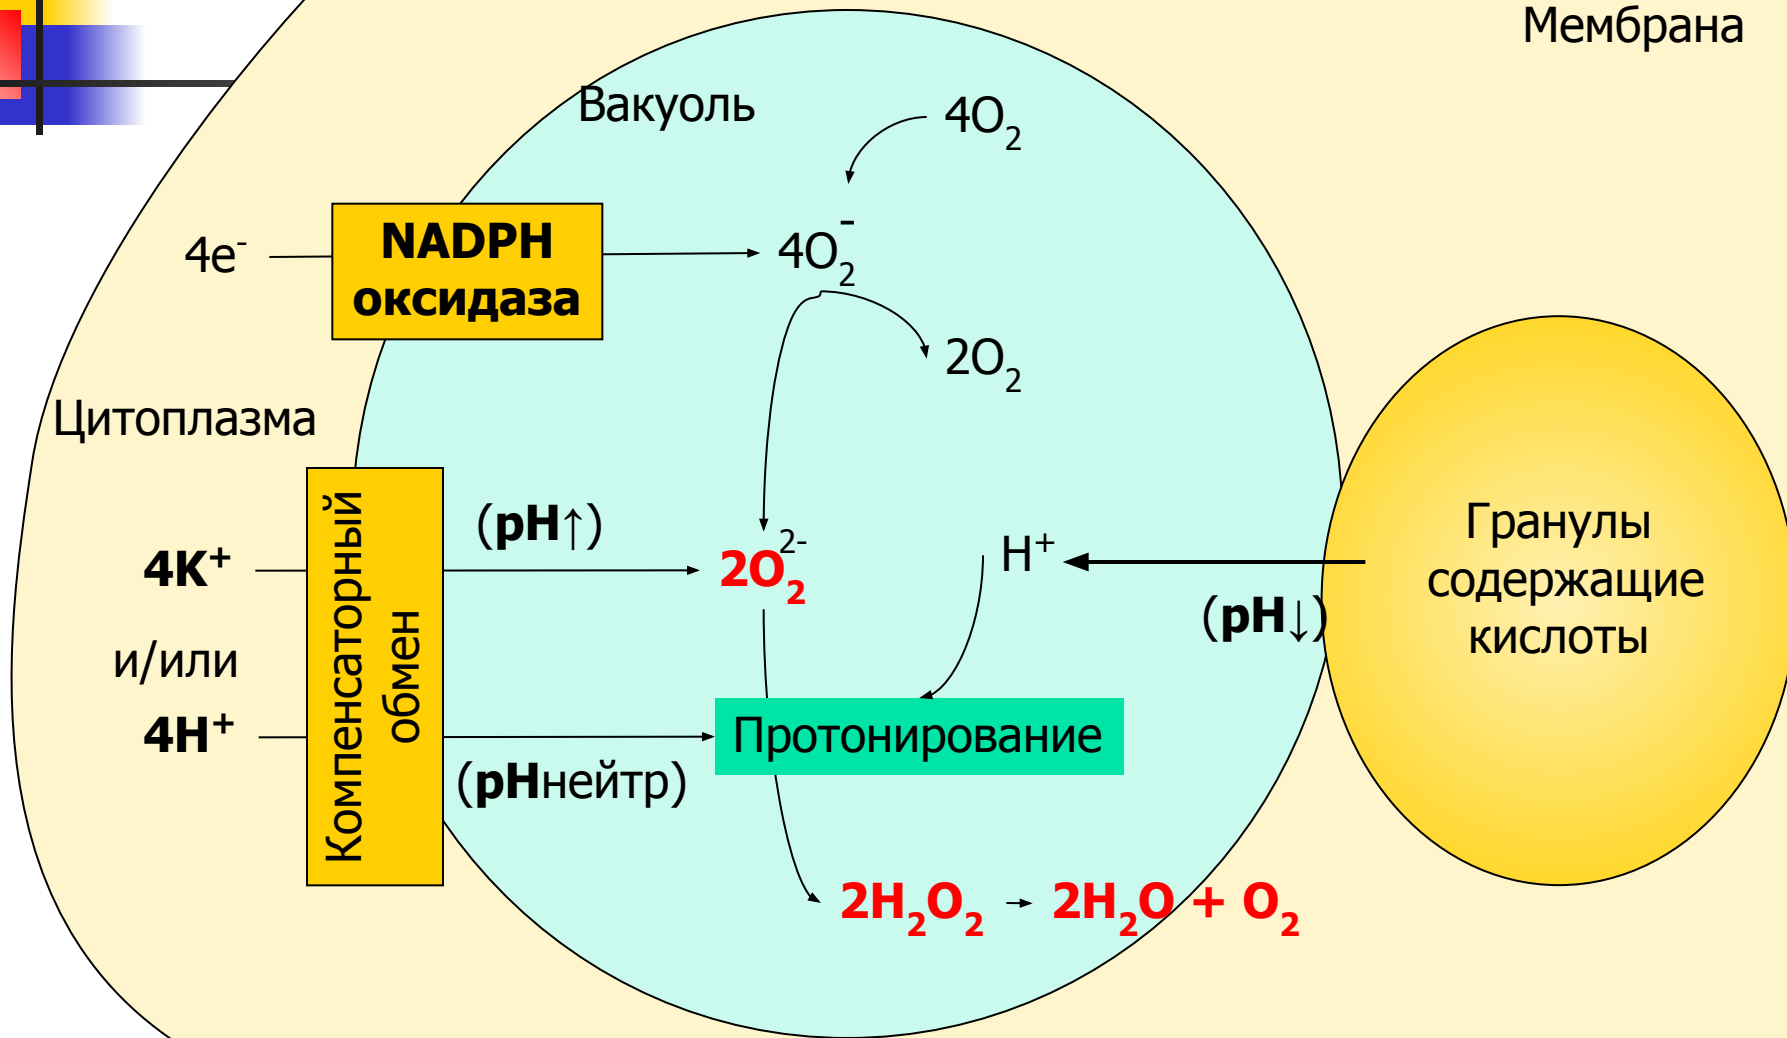 Мембрана
Вакуоль
4O₂
4e⁻
NADPH
оксидаза
4O₂⁻
2O₂
Цитоплазма
Компенсаторный
обмен
(pH↑)
4K⁺
2O₂²⁻
H⁺
(pH↓)
Гранулы
содержащие
кислоты
и/или
4H⁺
Протонирование
(pHнейтр)
2H₂O₂ → 2H₂O + O₂